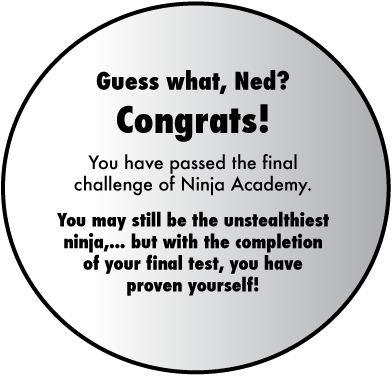 Guess what, Ned?
Congrats!
You have passed the final
challenge of Ninja Academy.
You may still be the unstealthiest
ninja,... but with the completion
of your final test, you have
proven yourself!